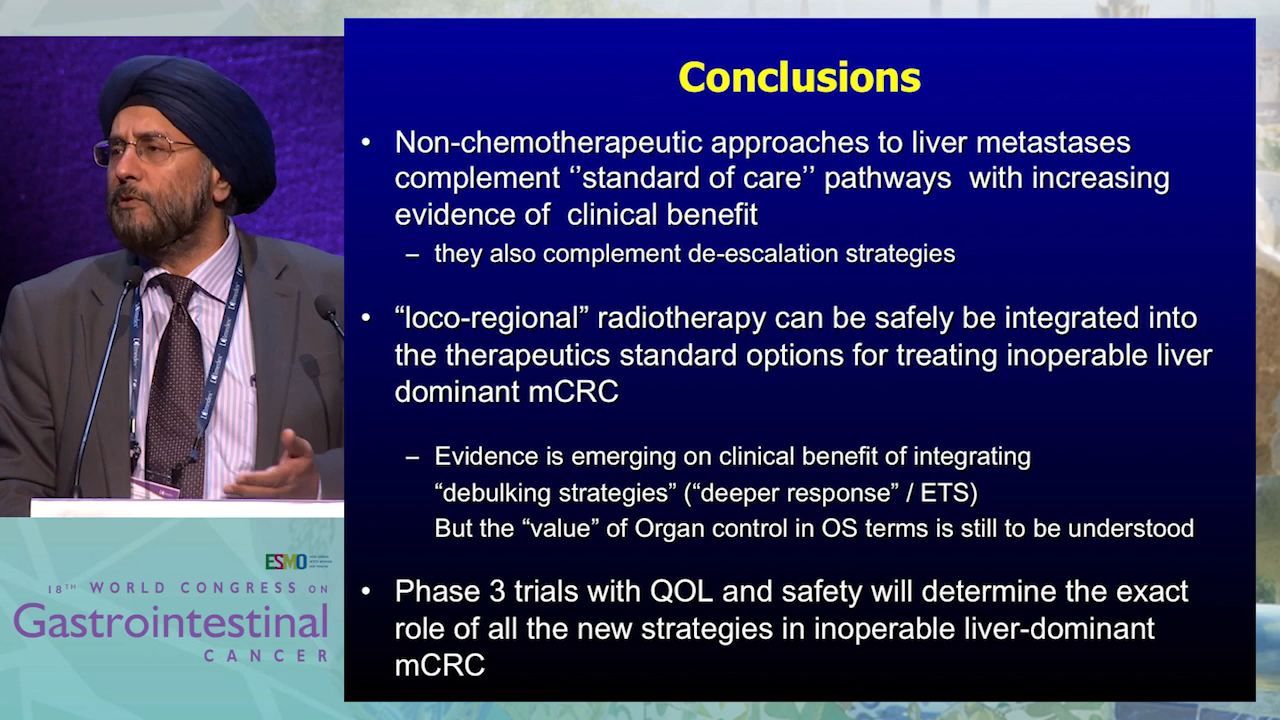 Conclusions
• Non-chemotherapeutic approaches to liver metastases
complement ‘’standard of care’’ pathways with increasing
evidence of clinical benefit
– they also complement de-escalation strategies
• “loco-regional” radiotherapy can be safely be integrated into
the therapeutics standard options for treating inoperable liver
dominant mCRC
– Evidence is emerging on clinical benefit of integrating
“debulking strategies” (“deeper response” / ETS)
But the “value” of Organ control in OS terms is still to be understood
• Phase 3 trials with QOL and safety will determine the exact
role of all the new strategies in inoperable liver-dominant
mCRC
ESMO
18TH WORLD CONGRESS ON
Gastrointestinal
CANCER